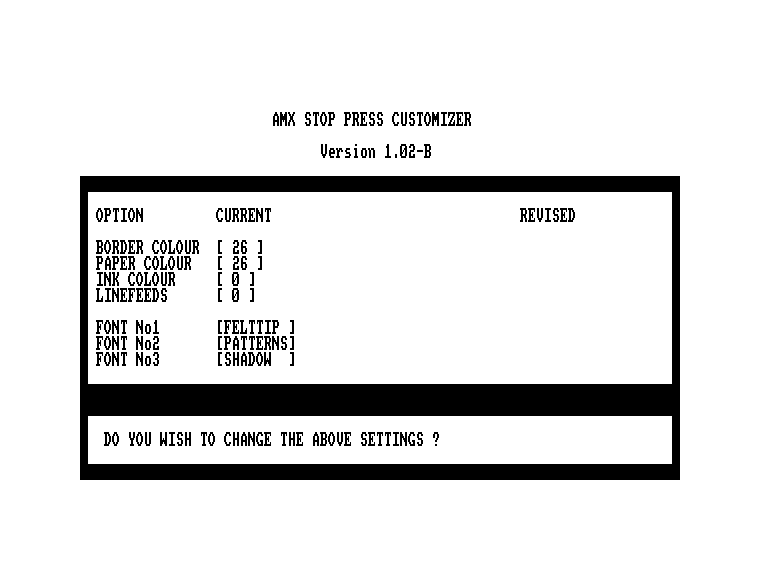 AMX STOP PRESS CUSTOMIZER
Version 1.02-B
OPTION CURRENT REVISED
BORDER COLOUR [ 26 ]
PAPER COLOUR [ 26 ]
INK COLOUR [ 0 ]
LINEFEEDS [ 0 ]
FONT No1 [FELTTIP ]
FONT No2 [PATTERNS]
FONT No3 [SHADOW  ]
DO YOU WISH TO CHANGE THE ABOVE SETTINGS ?